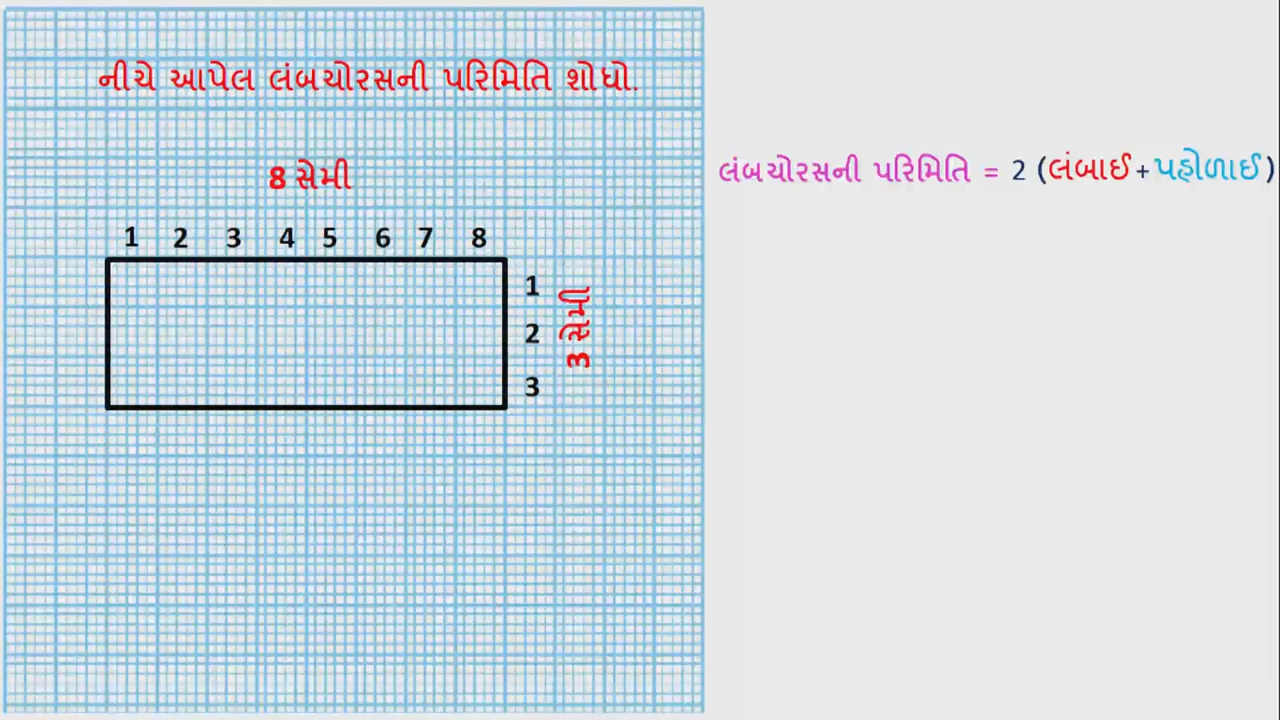 નીચે આપેલ લંબચોરસની પરિમિતિ શોધો.
8 સેમી
લંબચોરસની પરિમિતિ = 2 (લંબાઈ+પહોળાઈ)
1 2 3 4 5 6 7 8
1
2
3
3 સેમી